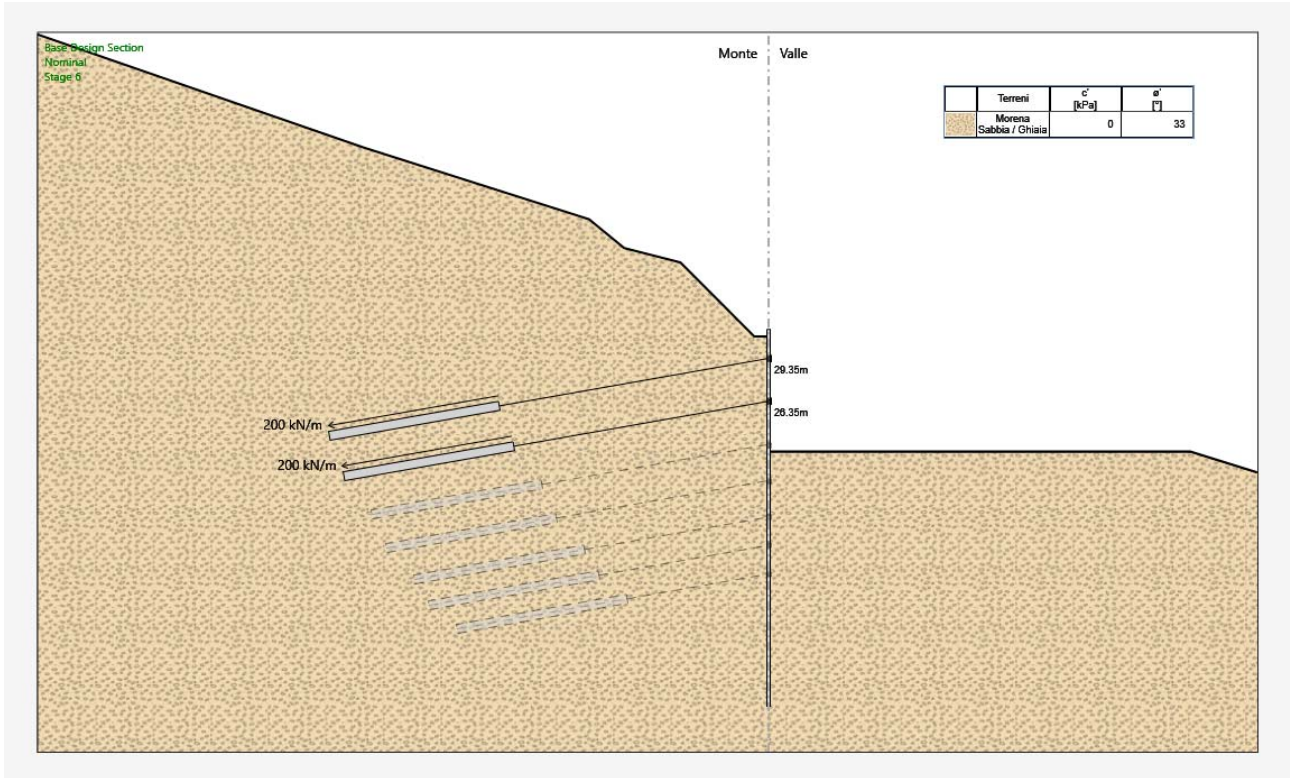 Base Design Section
Nominal
Stage 6
Monte
Valle
Terreni
c'
[kPa]
ø'
[°]
Morena
Sabbia / Ghiaia
0
33
29.35m
26.35m
200 kN/m
200 kN/m